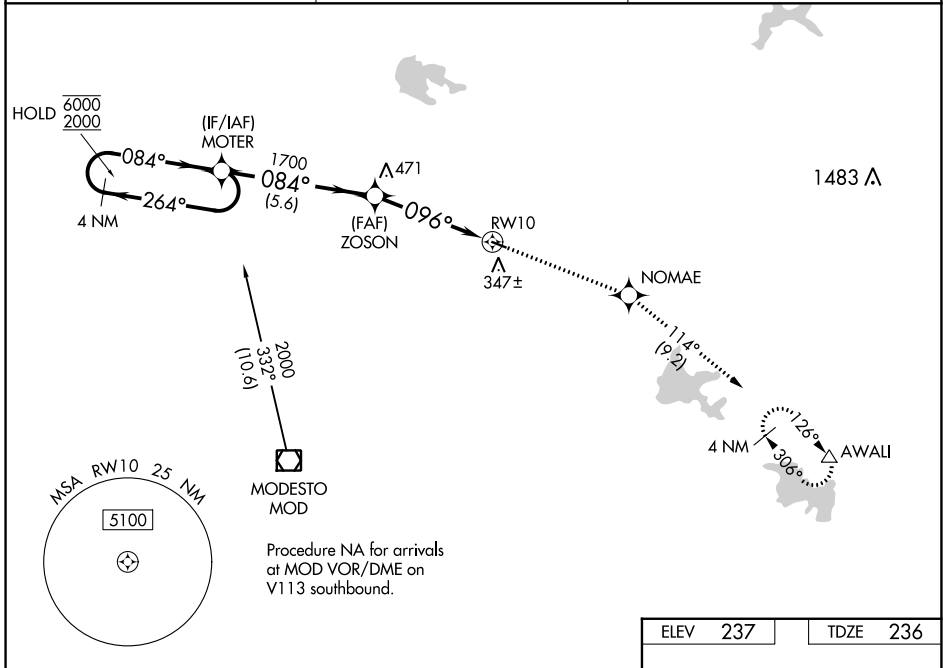 HOLD 6000
2000
084°
264°
4 NM
(IF/IAF)
MOTER
1700
084°
(5.6)
471
(FAF)
ZOSON
096°
RW10
347±
1483
NOMAE
114°
(9.2)
4 NM
126°
306°
AWALI
2000
332°
(10.6)
MODESTO
MOD
Procedure NA for arrivals
at MOD VOR/DME on
V113 southbound.
MSA RW10 25 NM
5100
ELEV 237
TDZE 236